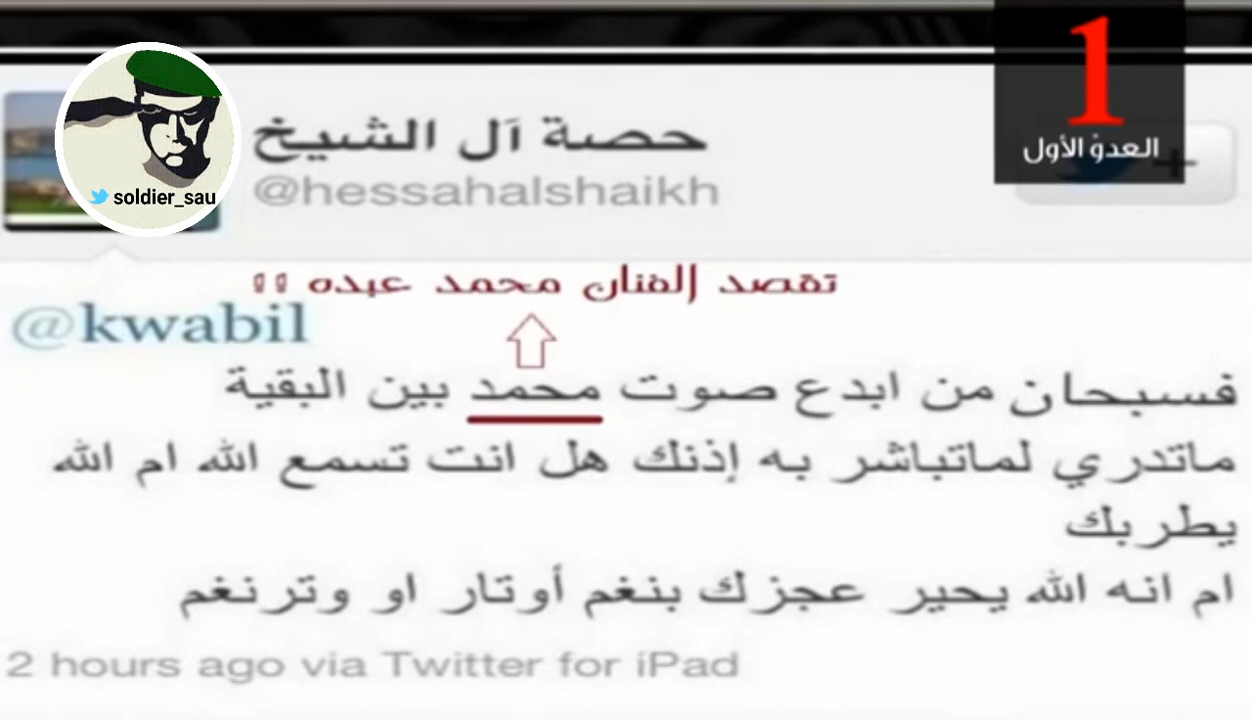 1
العدوّ الأول
soldier_sau
حصة آل الشيخ
@hessahalshaikh
تقصد الفنان محمد عبده !!
@kwabil
فسبحان من ابدع صوت محمد بين البقية
ماتدري لماتباشر به إذنك هل انت تسمع الله ام الله
يطربك
ام انه الله يحير عجزك بنغم أوتار او وترنغم
2 hours ago via Twitter for iPad